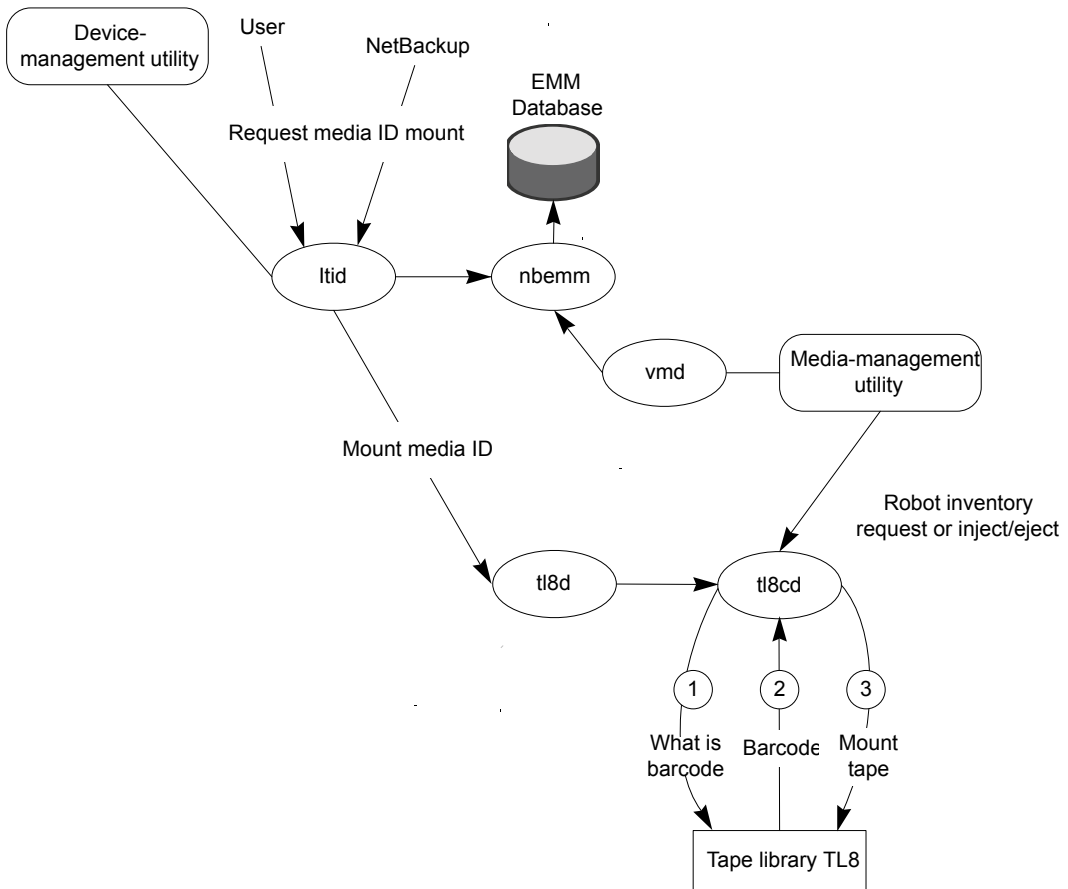 Device-
management utility
User
NetBackup
EMM
Database
Request media ID mount
ltid
nbemm
vmd
Media-management
utility
Mount media ID
Robot inventory
request or inject/eject
tl8d
tl8cd
1
2
3
What is
barcode
Barcode
Mount
tape
Tape library TL8